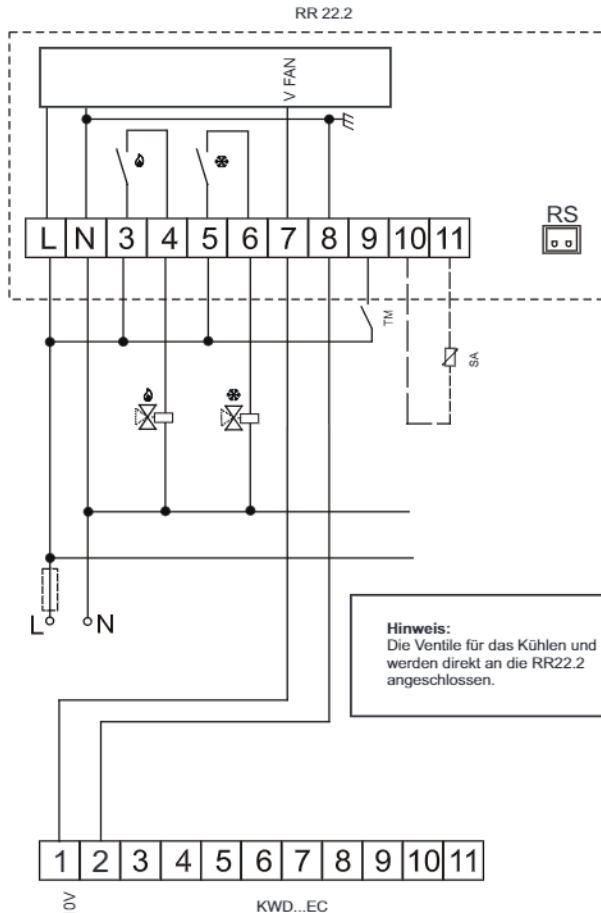 RR 22.2
V FAN
L N 3 4 5 6 7 8 9 10 11
RS
TM
SA
L N
Hinweis:
Die Ventile für das Kühlen und
werden direkt an die RR22.2
angeschlossen.
1 2 3 4 5 6 7 8 9 10 11
0V
KWD...EC